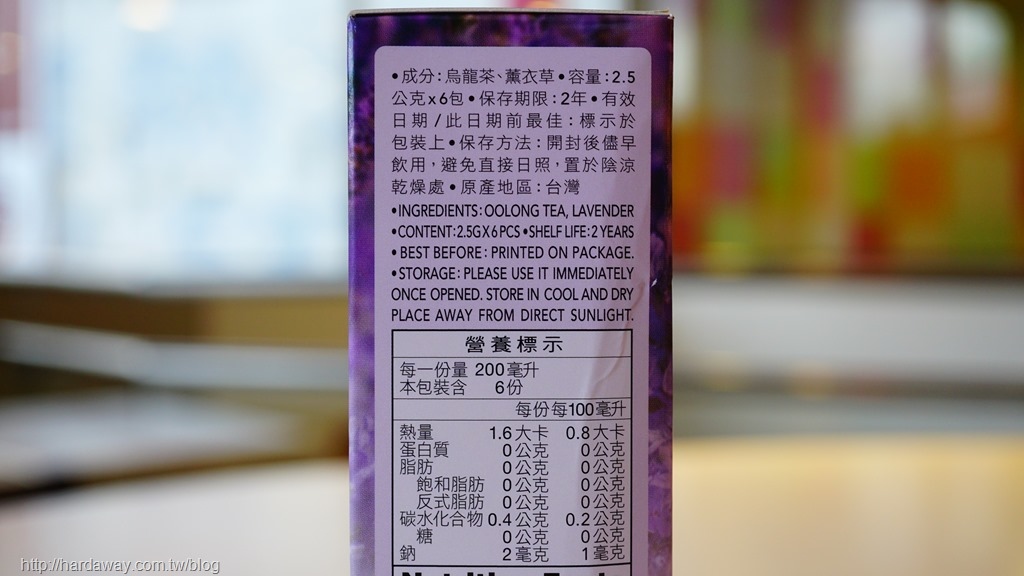 •成分:烏龍茶、薰衣草•容量:2.5
公克x6包•保存期限:2年•有效
日期/此日期前最佳:標示於
包裝上•保存方法:開封後儘早
飲用,避免直接日照,置於陰涼
乾燥處•原產地區:台灣
•INGREDIENTS: OOLONG TEA, LAVENDER
•CONTENT: 2.5G X 6 PCS •SHELF LIFE: 2 YEARS
•BEST BEFORE: PRINTED ON PACKAGE.
•STORAGE: PLEASE USE IT IMMEDIATELY
ONCE OPENED. STORE IN COOL AND DRY
PLACE AWAY FROM DIRECT SUNLIGHT.
營養標示
每一份量 200毫升
本包裝含 6份
每份 每100毫升
熱量 1.6大卡 0.8大卡
蛋白質 0公克 0公克
脂肪 0公克 0公克
飽和脂肪 0公克 0公克
反式脂肪 0公克 0公克
碳水化合物 0.4公克 0.2公克
糖 0公克 0公克
鈉 2毫克 1毫克
http://hardaway.com.tw/blog